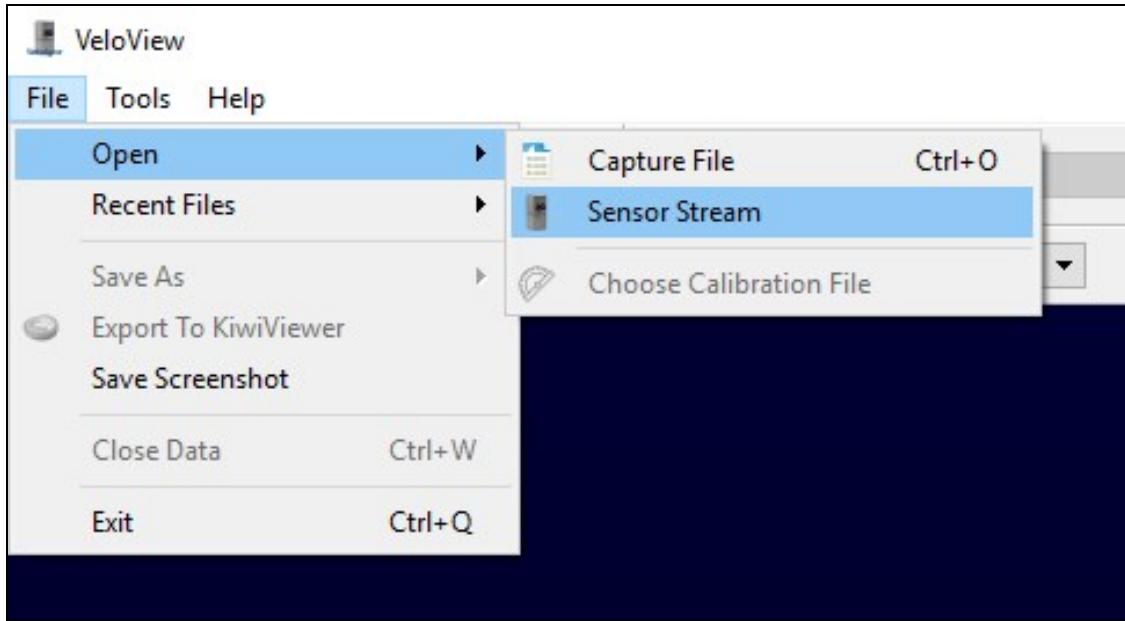 VeloView
File Tools Help
Open
Recent Files
Save As
Export To KiwiViewer
Save Screenshot
Close Data Ctrl+W
Exit Ctrl+Q
Capture File Ctrl+O
Sensor Stream
Choose Calibration File